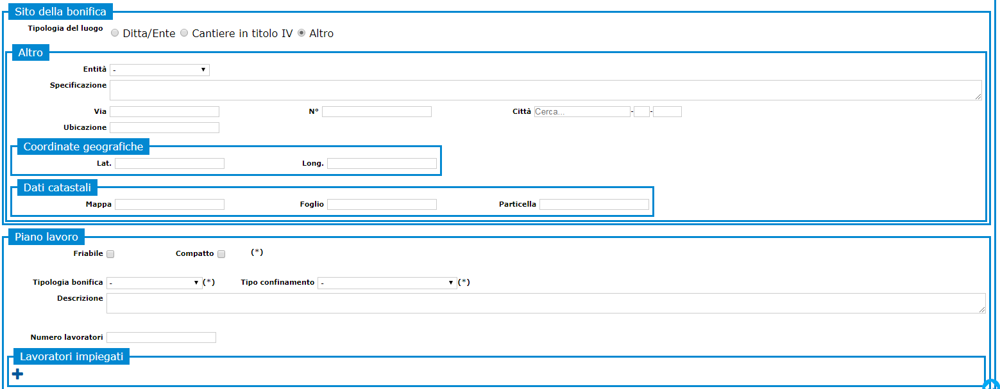 Sito della bonifica
Tipologia del luogo Ditta/Ente Cantiere in titolo IV Altro
Altro
Entità -
Specificazione
Via N° Città Cerca... - -
Ubicazione
Coordinate geografiche
Lat. Long.
Dati catastali
Mappa Foglio Particella
Piano lavoro
Friabile Compatto (*)
Tipologia bonifica - (*) Tipo confinamento - (*)
Descrizione
Numero lavoratori
Lavoratori impiegati